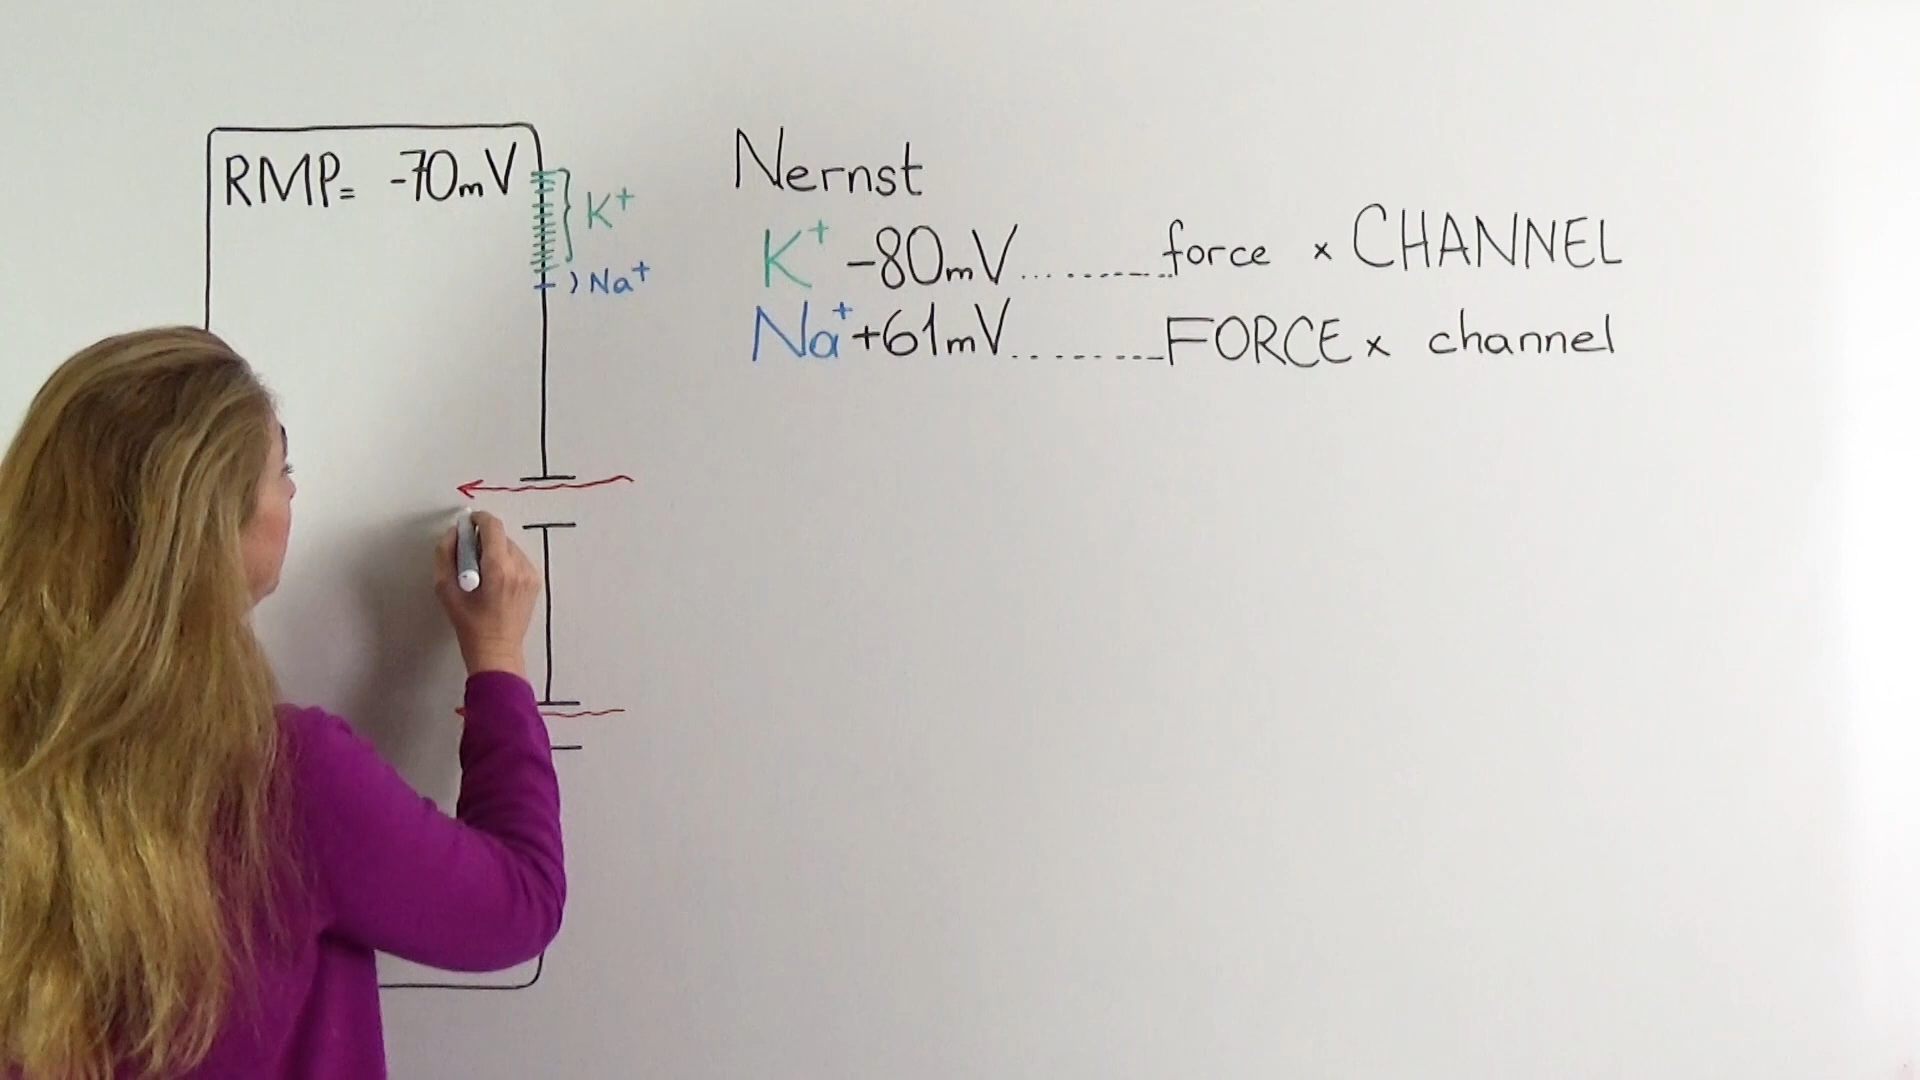 RMP= -70mV
K+
Na+
Nernst
K+ -80mV...........force x CHANNEL
Na+ +61mV...........FORCE x channel